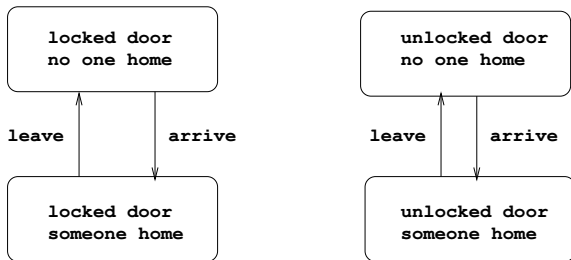 locked door
no one home
unlocked door
no one home
leave
arrive
leave
arrive
locked door
someone home
unlocked door
someone home